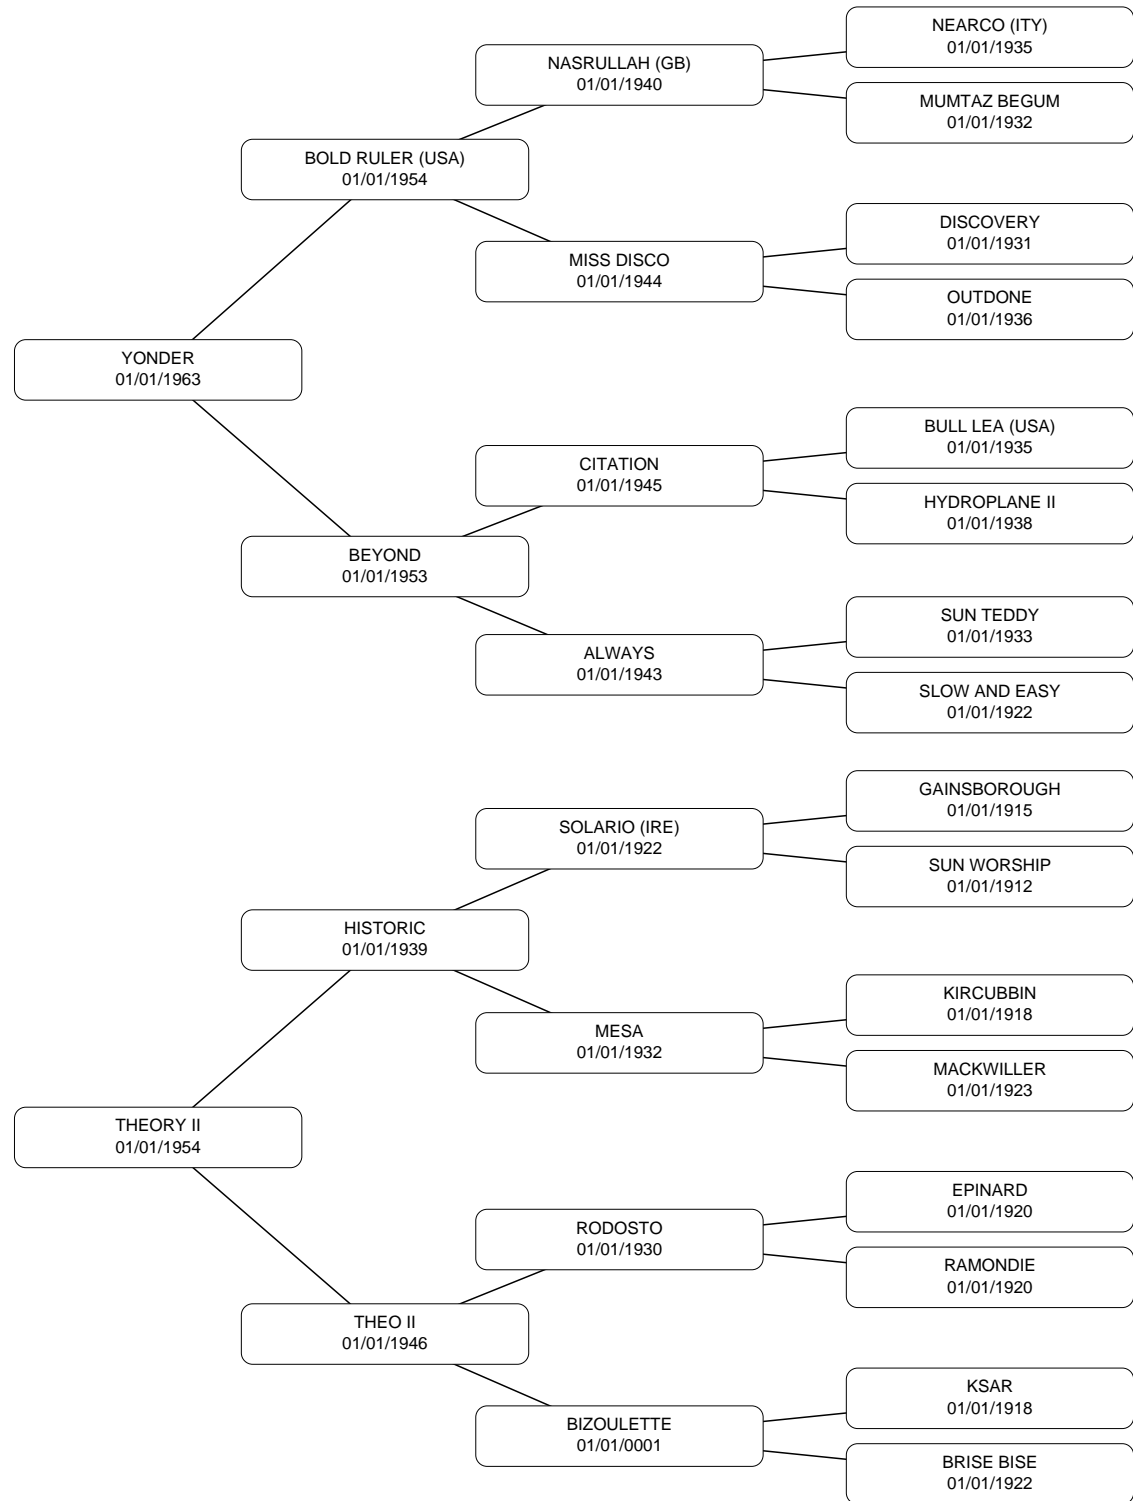 NEARCO (ITY)
01/01/1935
NASRULLAH (GB)
01/01/1940
MUMTAZ BEGUM
01/01/1932
BOLD RULER (USA)
01/01/1954
DISCOVERY
01/01/1931
MISS DISCO
01/01/1944
OUTDONE
01/01/1936
YONDER
01/01/1963
BULL LEA (USA)
01/01/1935
CITATION
01/01/1945
HYDROPLANE II
01/01/1938
BEYOND
01/01/1953
SUN TEDDY
01/01/1933
ALWAYS
01/01/1943
SLOW AND EASY
01/01/1922
GAINSBOROUGH
01/01/1915
SOLARIO (IRE)
01/01/1922
SUN WORSHIP
01/01/1912
HISTORIC
01/01/1939
KIRCUBBIN
01/01/1918
MESA
01/01/1932
MACKWILLER
01/01/1923
THEORY II
01/01/1954
EPINARD
01/01/1920
RODOSTO
01/01/1930
RAMONDIE
01/01/1920
THEO II
01/01/1946
KSAR
01/01/1918
BIZOULETTE
01/01/0001
BRISE BISE
01/01/1922